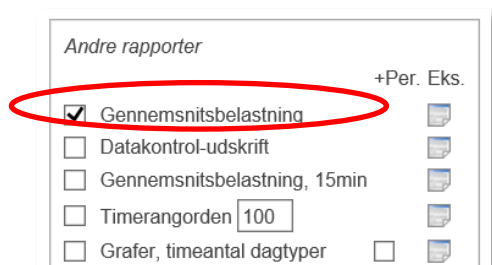 Andre rapporter
+Per. Eks.
Gennemsnitsbelastning
Datakontrol-udskrift
Gennemsnitsbelastning, 15min
Timerangorden 100
Grafer, timeantal dagtyper